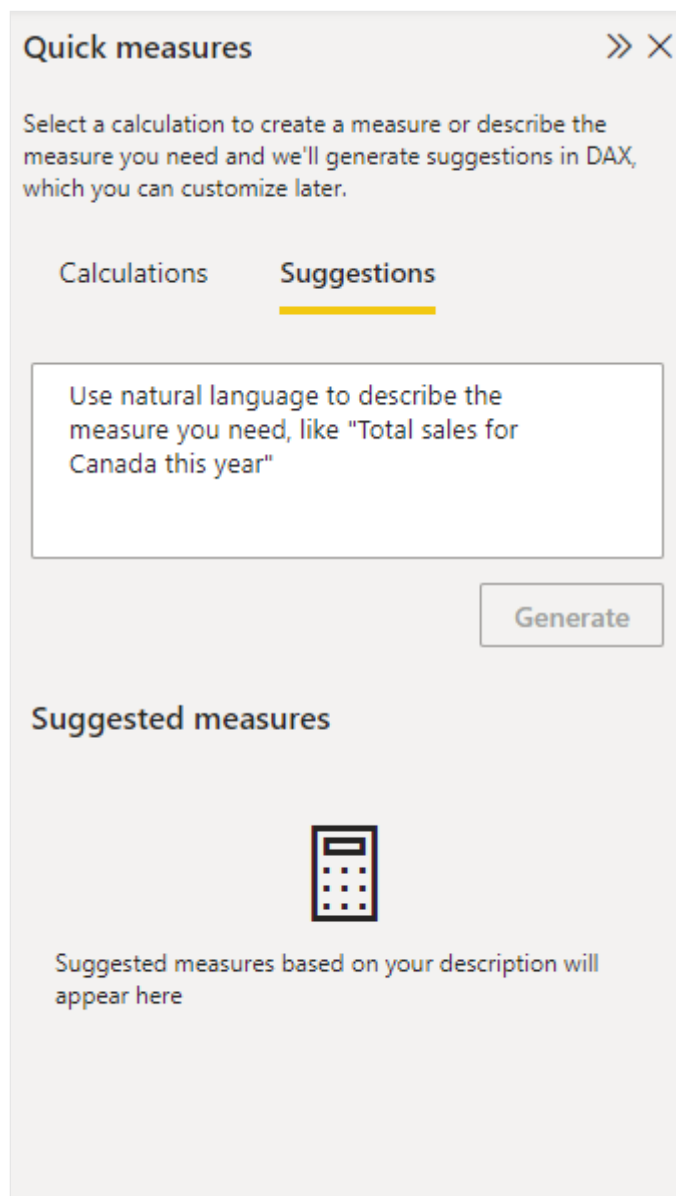 Quick measures
Select a calculation to create a measure or describe the
measure you need and we'll generate suggestions in DAX,
which you can customize later.
Calculations Suggestions
Use natural language to describe the
measure you need, like "Total sales for
Canada this year"
Generate
Suggested measures
Suggested measures based on your description will
appear here